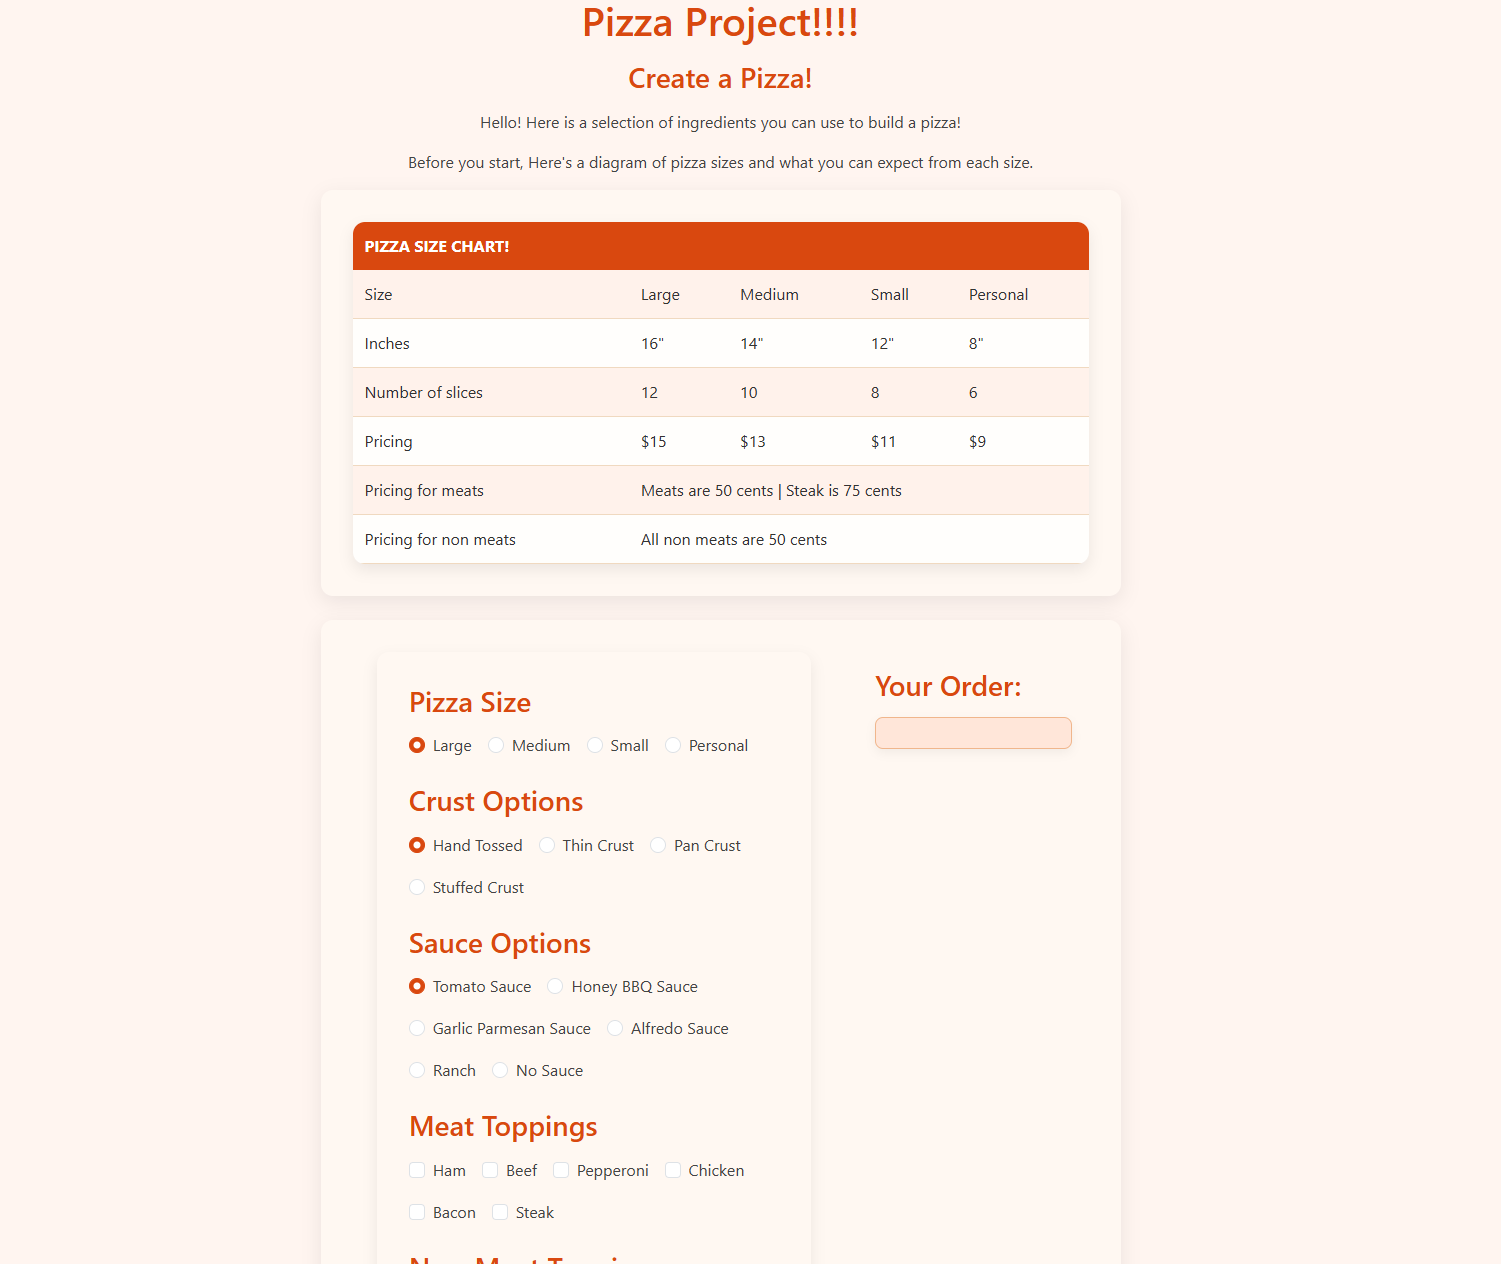 Pizza Project!!!!
Create a Pizza!
Hello! Here is a selection of ingredients you can use to build a pizza!
Before you start, Here's a diagram of pizza sizes and what you can expect from each size.
PIZZA SIZE CHART!
Size Large Medium Small Personal
Inches 16" 14" 12" 8"
Number of slices 12 10 8 6
Pricing $15 $13 $11 $9
Pricing for meats Meats are 50 cents | Steak is 75 cents
Pricing for non meats All non meats are 50 cents
Pizza Size
Large Medium Small Personal
Crust Options
Hand Tossed Thin Crust Pan Crust
Stuffed Crust
Sauce Options
Tomato Sauce Honey BBQ Sauce
Garlic Parmesan Sauce Alfredo Sauce
Ranch No Sauce
Meat Toppings
Ham Beef Pepperoni Chicken
Bacon Steak
Your Order: